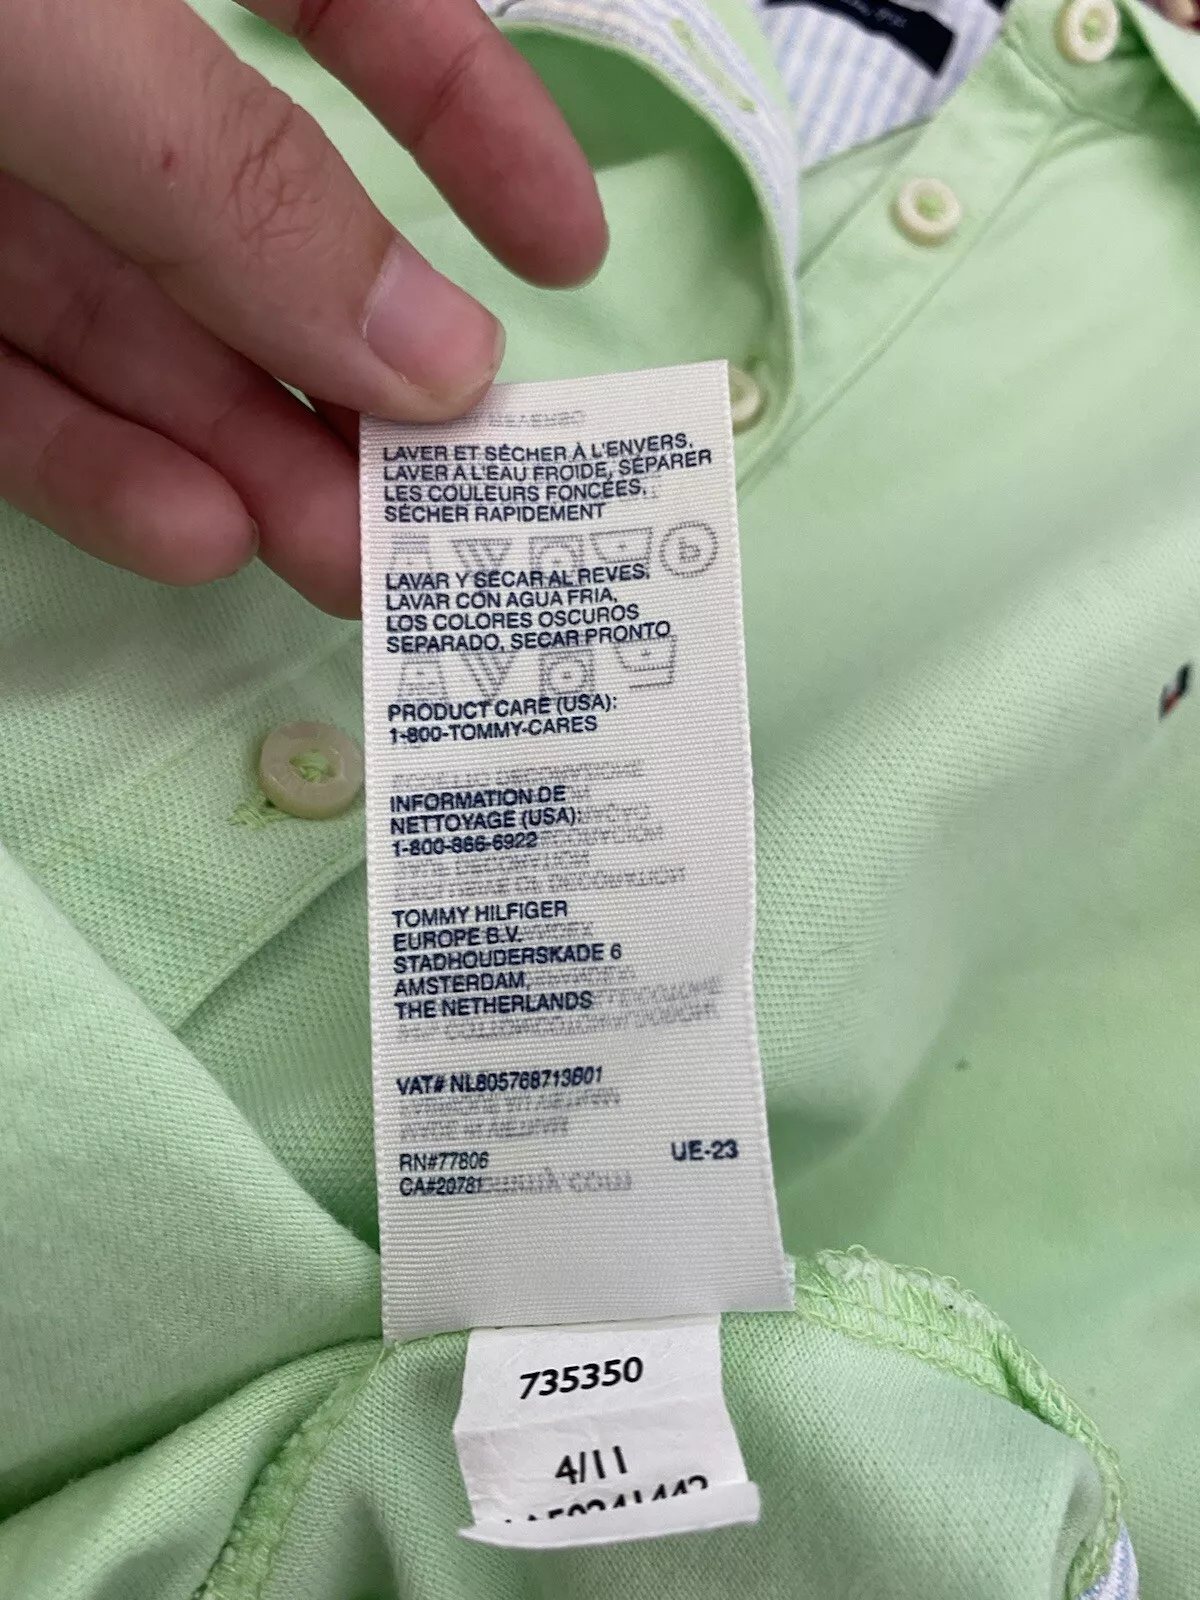 LAVER ET SÉCHER À L'ENVERS,
LAVER A L'EAU FROIDE, SÉPARER
LES COULEURS FONCÉES,
SÉCHER RAPIDEMENT
LAVAR Y SECAR AL REVES,
LAVAR CON AGUA FRIA,
LOS COLORES OSCUROS
SEPARADO, SECAR PRONTO
PRODUCT CARE (USA):
1-800-TOMMY-CARES
INFORMATION DE
NETTOYAGE (USA):
1-800-866-6922
TOMMY HILFIGER
EUROPE B.V.
STADHOUDERSKADE 6
AMSTERDAM,
THE NETHERLANDS
VAT# NL805768713B01
RN#77806
UE-23
CA#20781
735350
4/11